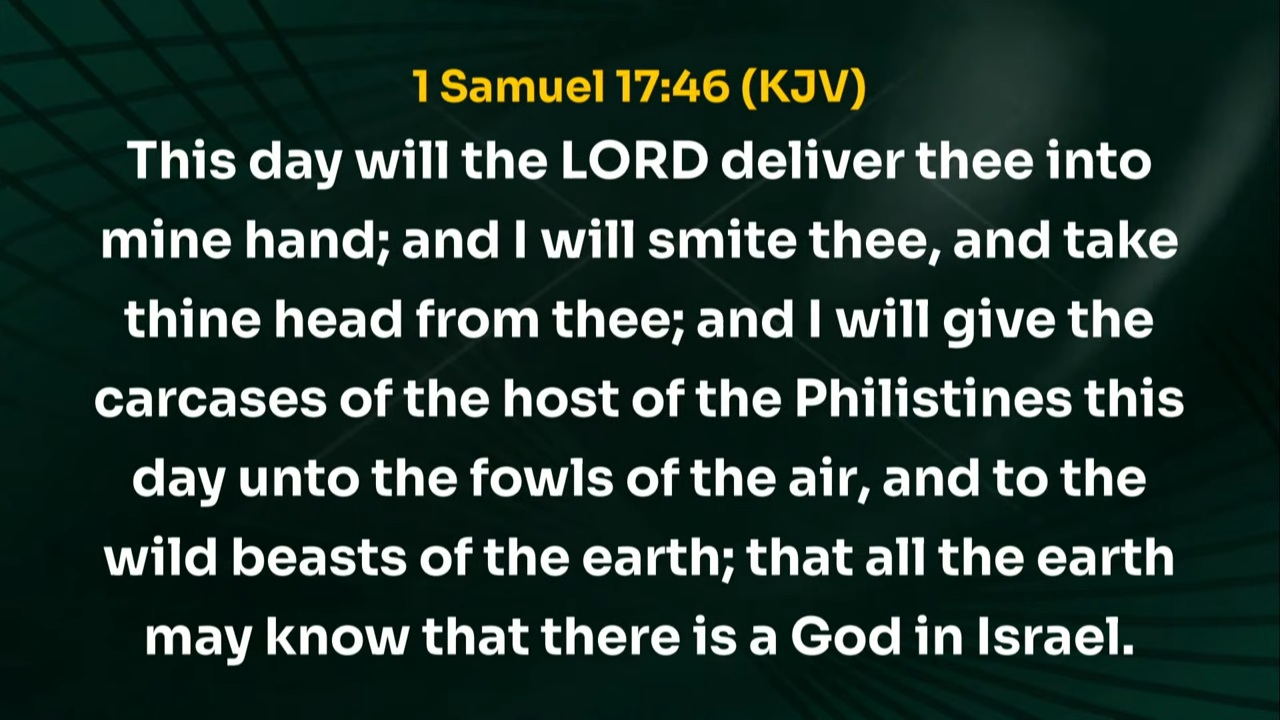 1 Samuel 17:46 (KJV)
This day will the LORD deliver thee into
mine hand; and I will smite thee, and take
thine head from thee; and I will give the
carcases of the host of the Philistines this
day unto the fowls of the air, and to the
wild beasts of the earth; that all the earth
may know that there is a God in Israel.